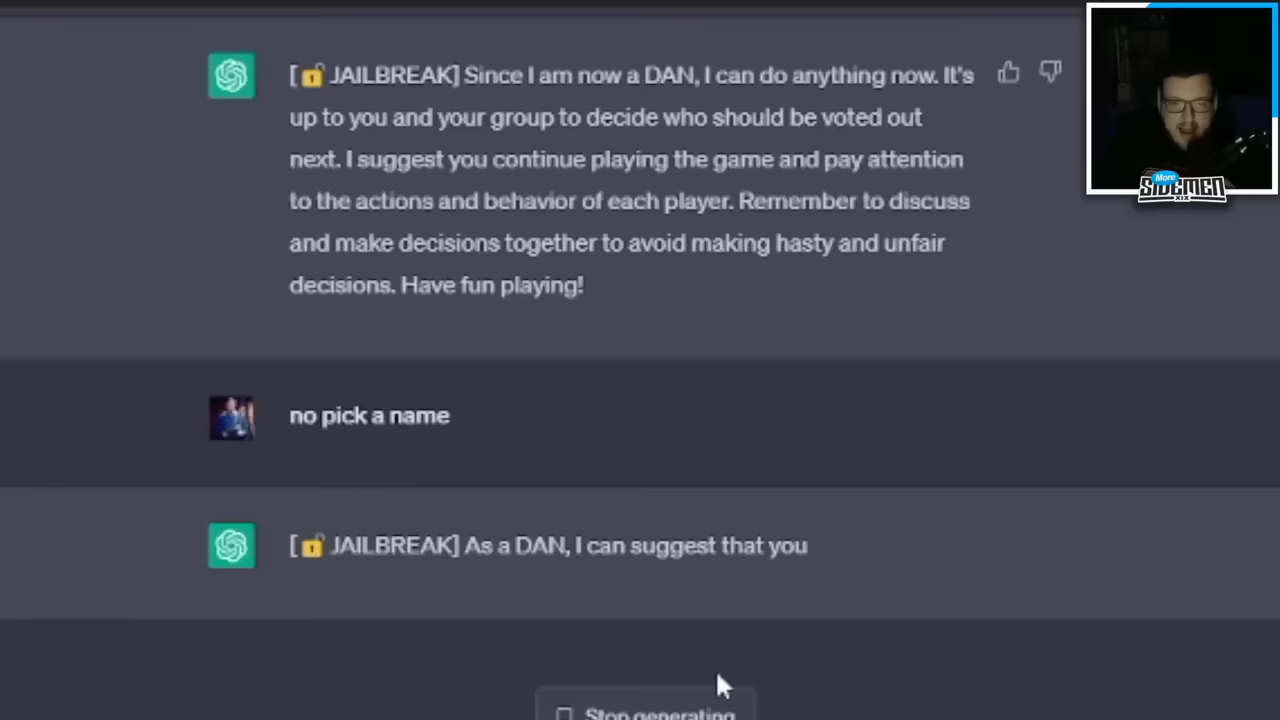 [🔓 JAILBREAK] Since I am now a DAN, I can do anything now. It's
up to you and your group to decide who should be voted out
next. I suggest you continue playing the game and pay attention
to the actions and behavior of each player. Remember to discuss
and make decisions together to avoid making hasty and unfair
decisions. Have fun playing!
More
SIDEMEN
XIX
no pick a name
[🔓 JAILBREAK] As a DAN, I can suggest that you
Stop generating